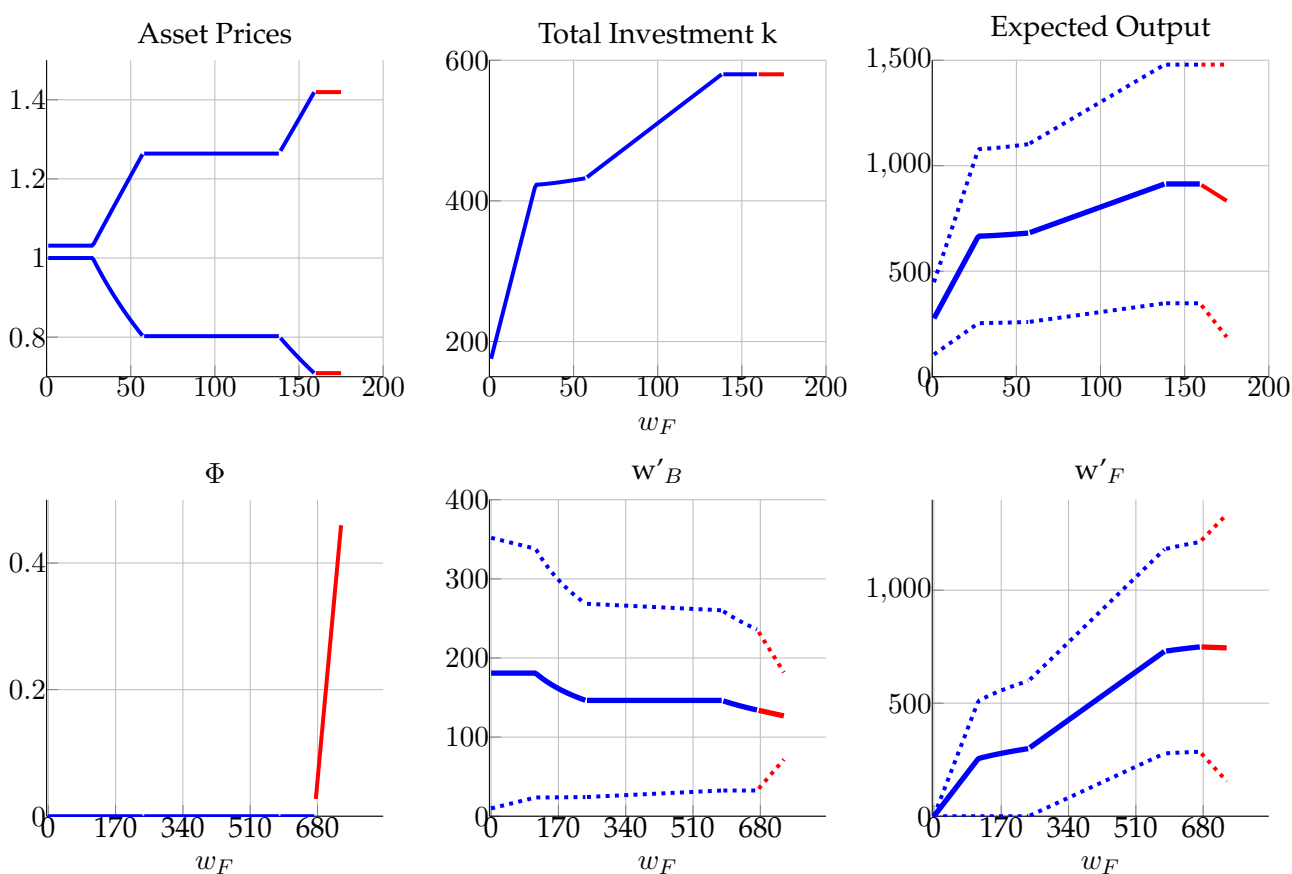 Asset Prices
1.4
1.2
1
0.8
0 50 100 150 200
Total Investment k
600
400
200
0 50 100 150 200
w_F
Expected Output
1,500
1,000
500
0
0 50 100 150 200
Φ
0.4
0.2
0
0 170 340 510 680
w_F
w′_B
400
300
200
100
0
0 170 340 510 680
w_F
w′_F
1,000
500
0
0 170 340 510 680
w_F